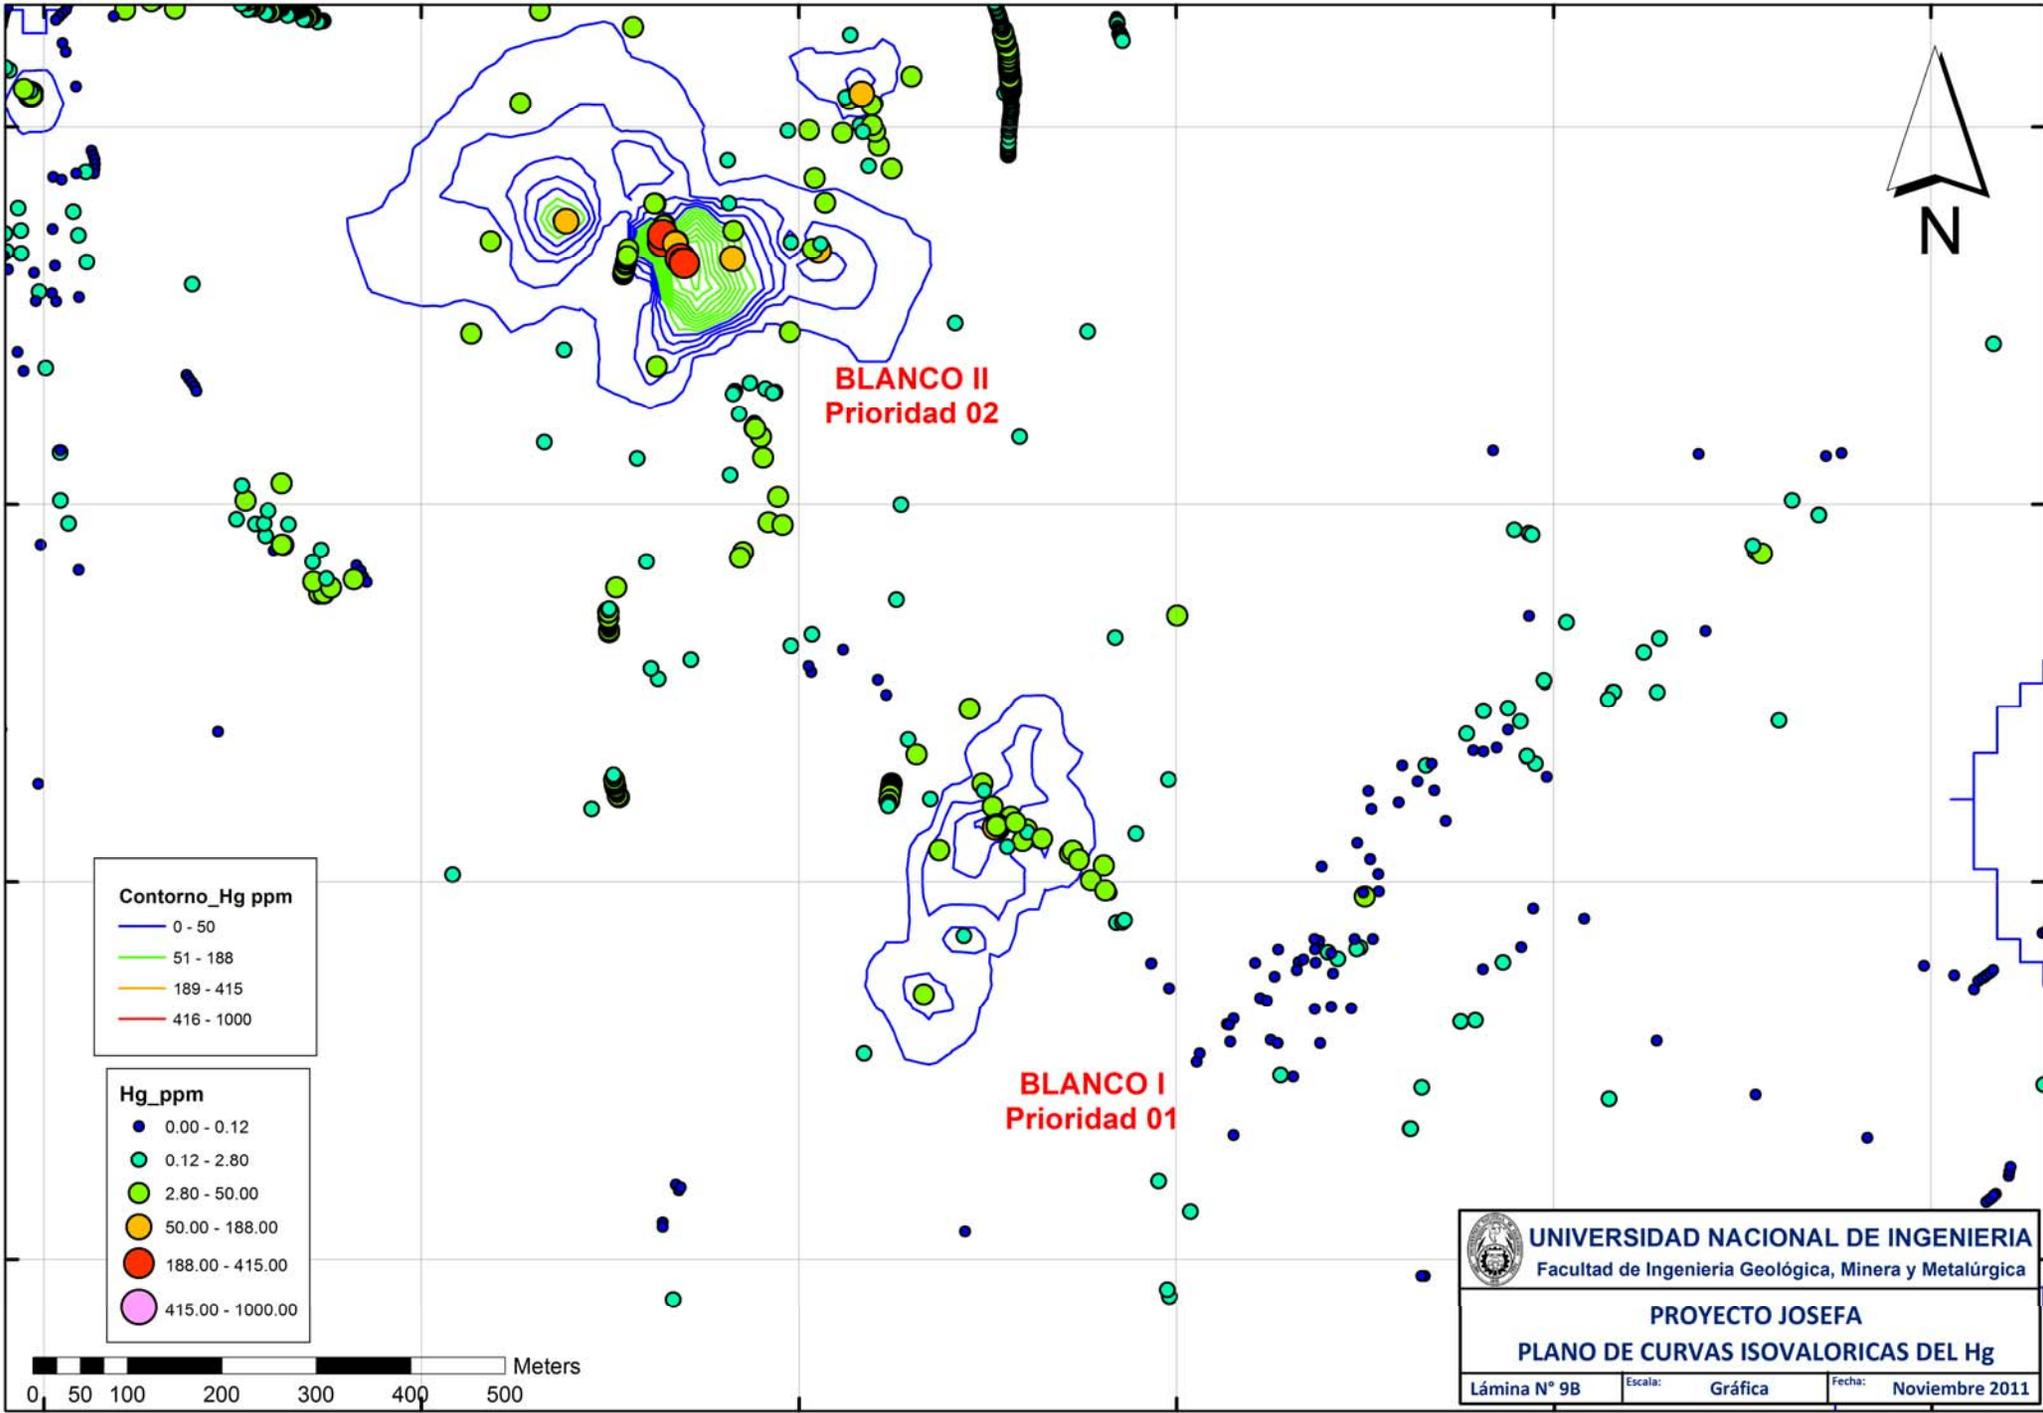 N
BLANCO II
Prioridad 02
BLANCO I
Prioridad 01
Contorno_Hg ppm
0 - 50
51 - 188
189 - 415
416 - 1000
Hg_ppm
0.00 - 0.12
0.12 - 2.80
2.80 - 50.00
50.00 - 188.00
188.00 - 415.00
415.00 - 1000.00
Meters
0 50 100 200 300 400 500
UNIVERSIDAD NACIONAL DE INGENIERIA
Facultad de Ingenieria Geológica, Minera y Metalúrgica
PROYECTO JOSEFA
PLANO DE CURVAS ISOVALORICAS DEL Hg
Lámina N° 9B Escala: Gráfica Fecha: Noviembre 2011